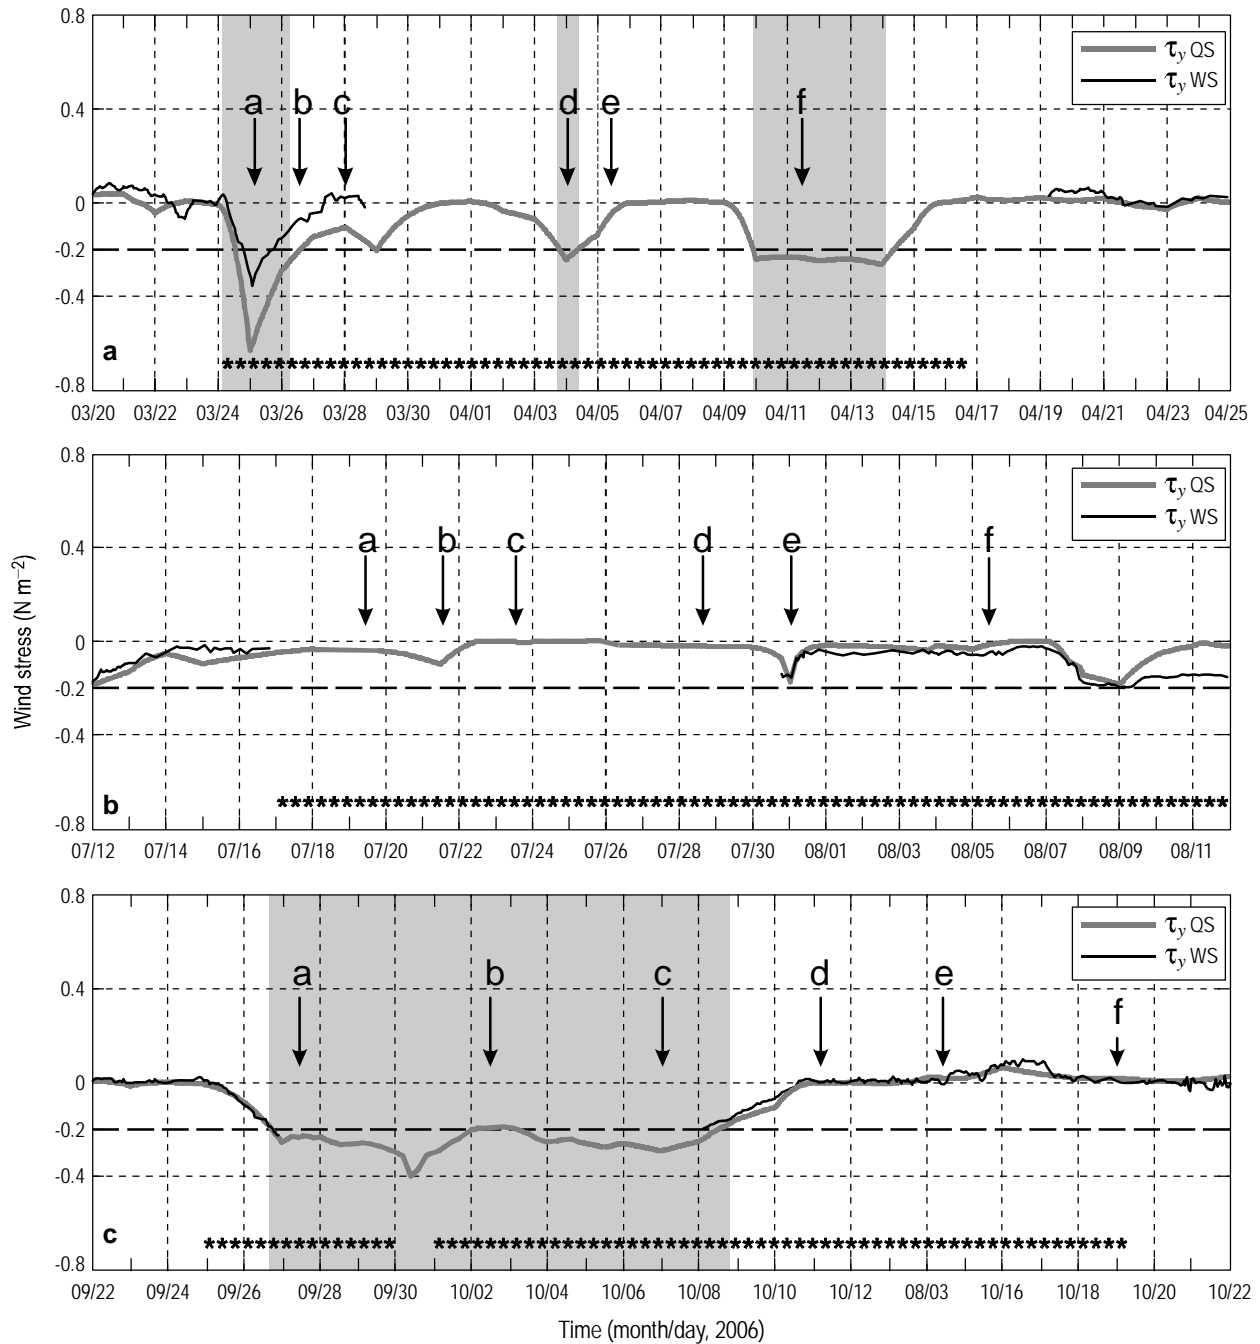 0.8
τy QS
τy WS
0.4
a b c d e f
0
-0.2
-0.4
a
****************************************************
-0.8
03/20 03/22 03/24 03/26 03/28 03/30 04/01 04/03 04/05 04/07 04/09 04/11 04/13 04/15 04/17 04/19 04/21 04/23 04/25
Wind stress (N m–2)
0.8
τy QS
τy WS
0.4
a b c d e f
0
-0.2
-0.4
b
-0.8
07/12 07/14 07/16 07/18 07/20 07/22 07/24 07/26 07/28 07/30 08/01 08/03 08/05 08/07 08/09 08/11
0.8
τy QS
τy WS
0.4
a b c d e f
0
-0.2
-0.4
c
-0.8
09/22 09/24 09/26 09/28 09/30 10/02 10/04 10/06 10/08 10/10 10/12 08/03 10/16 10/18 10/20 10/22
Time (month/day, 2006)